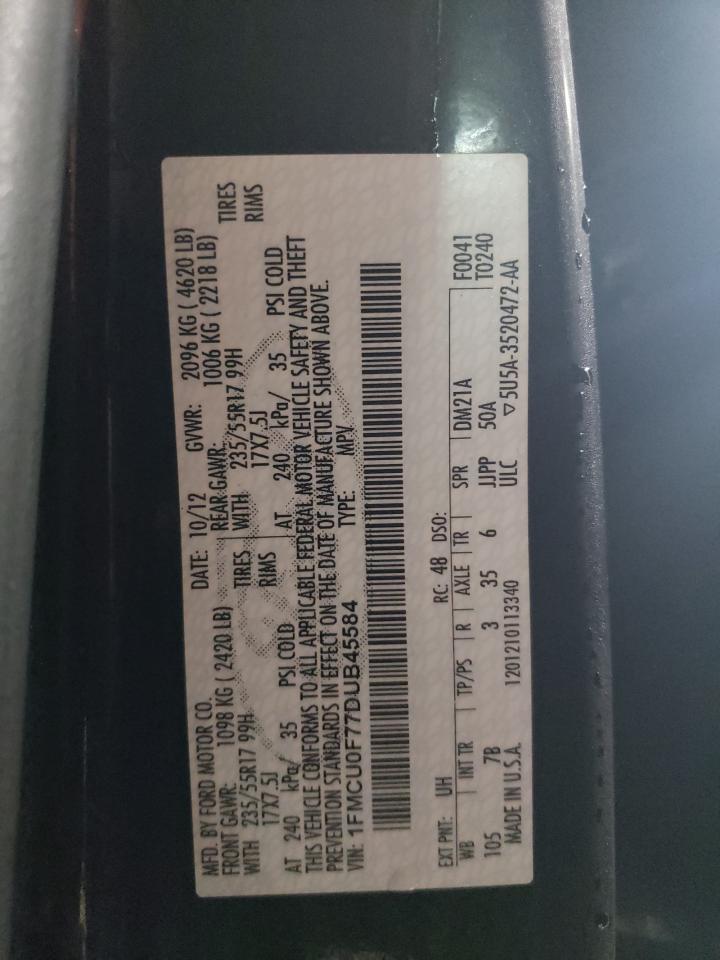 MFD. BY FORD MOTOR CO. DATE: 10/12 GVWR: 2096 KG ( 4620 LB)
FRONT GAWR: 1098 KG ( 2420 LB) REAR GAWR: 1006 KG ( 2218 LB)
WITH 235/55R17 99H TIRES WITH 235/55R17 99H TIRES
17X7.5J RIMS 17X7.5J RIMS
AT 240 kPa/ 35 PSI COLD AT 240 kPa/ 35 PSI COLD
THIS VEHICLE CONFORMS TO ALL APPLICABLE FEDERAL MOTOR VEHICLE SAFETY AND THEFT
PREVENTION STANDARDS IN EFFECT ON THE DATE OF MANUFACTURE SHOWN ABOVE.
VIN: 1FMCU0F77DUB45584 TYPE: MPV
EXT PNT: UH RC: 48 DSO: F0041
WB INT TR TP/PS R AXLE TR SPR DM21A T0240
105 7B 3 35 6 JJPP 50A
MADE IN U.S.A. 1201210113340 ULC ▽5U5A-3520472-AA